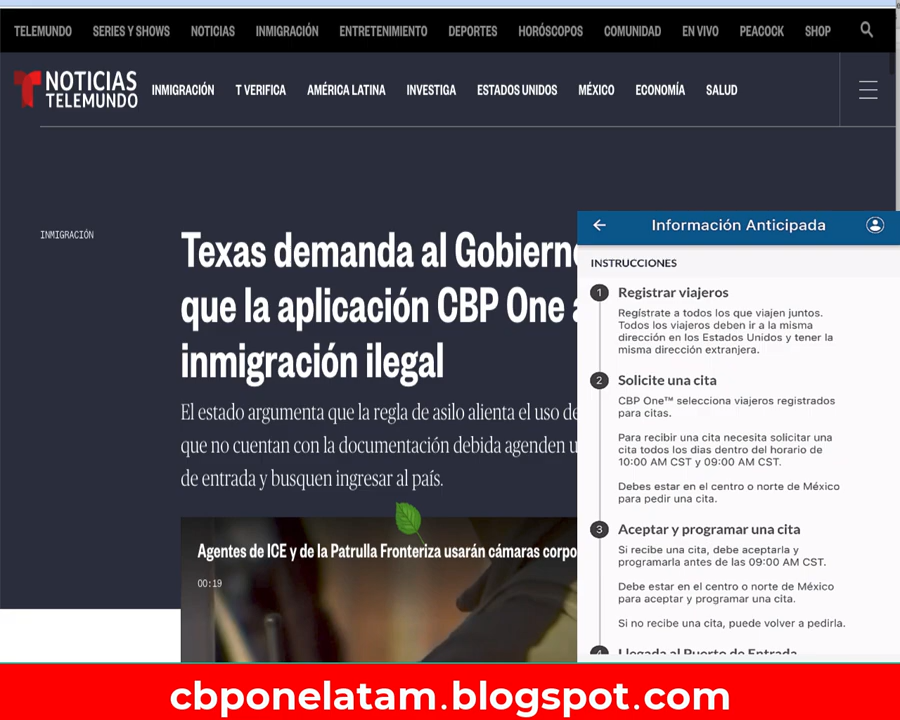 TELEMUNDO SERIES Y SHOWS NOTICIAS INMIGRACIÓN ENTRETENIMIENTO DEPORTES HORÓSCOPOS COMUNIDAD EN VIVO PEACOCK SHOP
NOTICIAS
TELEMUNDO
INMIGRACIÓN T VERIFICA AMÉRICA LATINA INVESTIGA ESTADOS UNIDOS MÉXICO ECONOMÍA SALUD
INMIGRACIÓN
Texas demanda al Gobierno
que la aplicación CBP One
inmigración ilegal
El estado argumenta que la regla de asilo alienta el uso de
que no cuentan con la documentación debida agenden u
de entrada y busquen ingresar al país.
Agentes de ICE y de la Patrulla Fronteriza usarán cámaras corpo
00:19
Información Anticipada
INSTRUCCIONES
1 Registrar viajeros
Regístrate a todos los que viajen juntos.
Todos los viajeros deben ir a la misma
dirección en los Estados Unidos y tener la
misma dirección extranjera.
2 Solicite una cita
CBP One™ selecciona viajeros registrados
para citas.
Para recibir una cita necesita solicitar una
cita todos los dias dentro del horario de
10:00 AM CST y 09:00 AM CST.
Debes estar en el centro o norte de México
para pedir una cita.
3 Aceptar y programar una cita
Si recibe una cita, debe aceptarla y
programarla antes de las 09:00 AM CST.
Debe estar en el centro o norte de México
para aceptar y programar una cita.
Si no recibe una cita, puede volver a pedirla.
4 Llegada al Puerto de Entrada
cbponelatam.blogspot.com